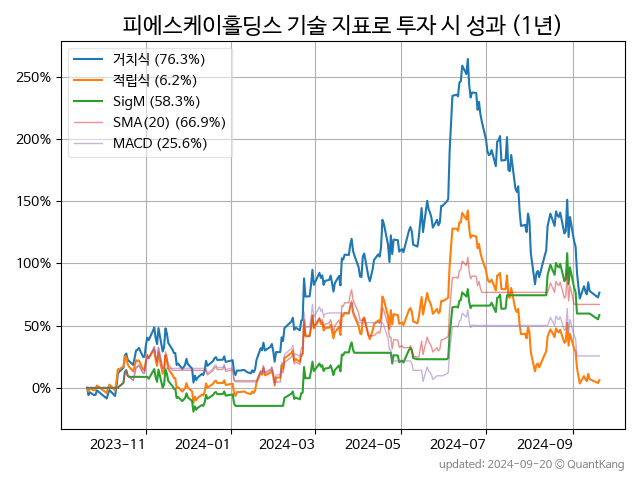 피에스케이홀딩스 기술 지표로 투자 시 성과 (1년)
거치식 (76.3%)
적립식 (6.2%)
SigM (58.3%)
SMA(20) (66.9%)
MACD (25.6%)
250%
200%
150%
100%
50%
0%
2023-11 2024-01 2024-03 2024-05 2024-07 2024-09
updated: 2024-09-20 © QuantKang